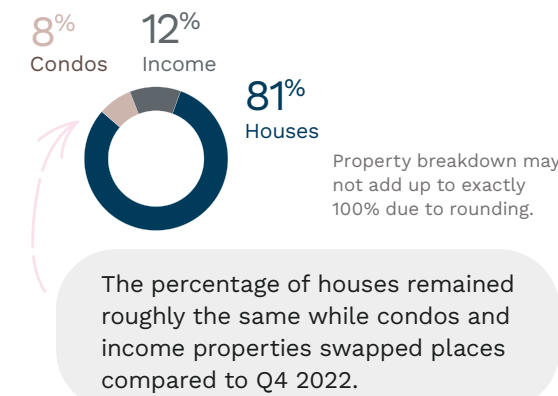 8%
Condos
12%
Income
81%
Houses
Property breakdown may
not add up to exactly
100% due to rounding.
The percentage of houses remained
roughly the same while condos and
income properties swapped places
compared to Q4 2022.